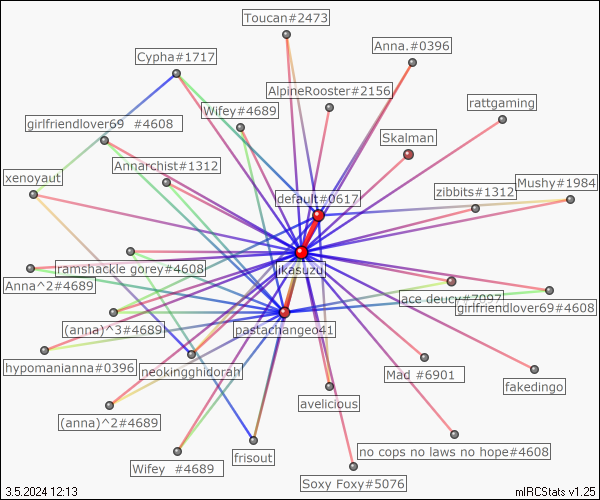 Toucan#2473
Anna.#0396
Cypha#1717
AlpineRooster#2156
rattgaming
Wifey#4689
girlfriendlover69 #4608
Skalman
Annarchist#1312
xenoyaut
Mushy#1984
zibbits#1312
default#0617
ramshackle gorey#4608
ikasuzu
Anna^2#4689
ace deucy#7097
girlfriendlover69#4608
(anna)^3#4689
pastachangeo41
hypomanianna#0396
neokingghidorah
Mad #6901
fakedingo
avelicious
(anna)^2#4689
no cops no laws no hope#4608
frisout
Wifey #4689
Soxy Foxy#5076
3.5.2024 12:13
mIRCStats v1.25